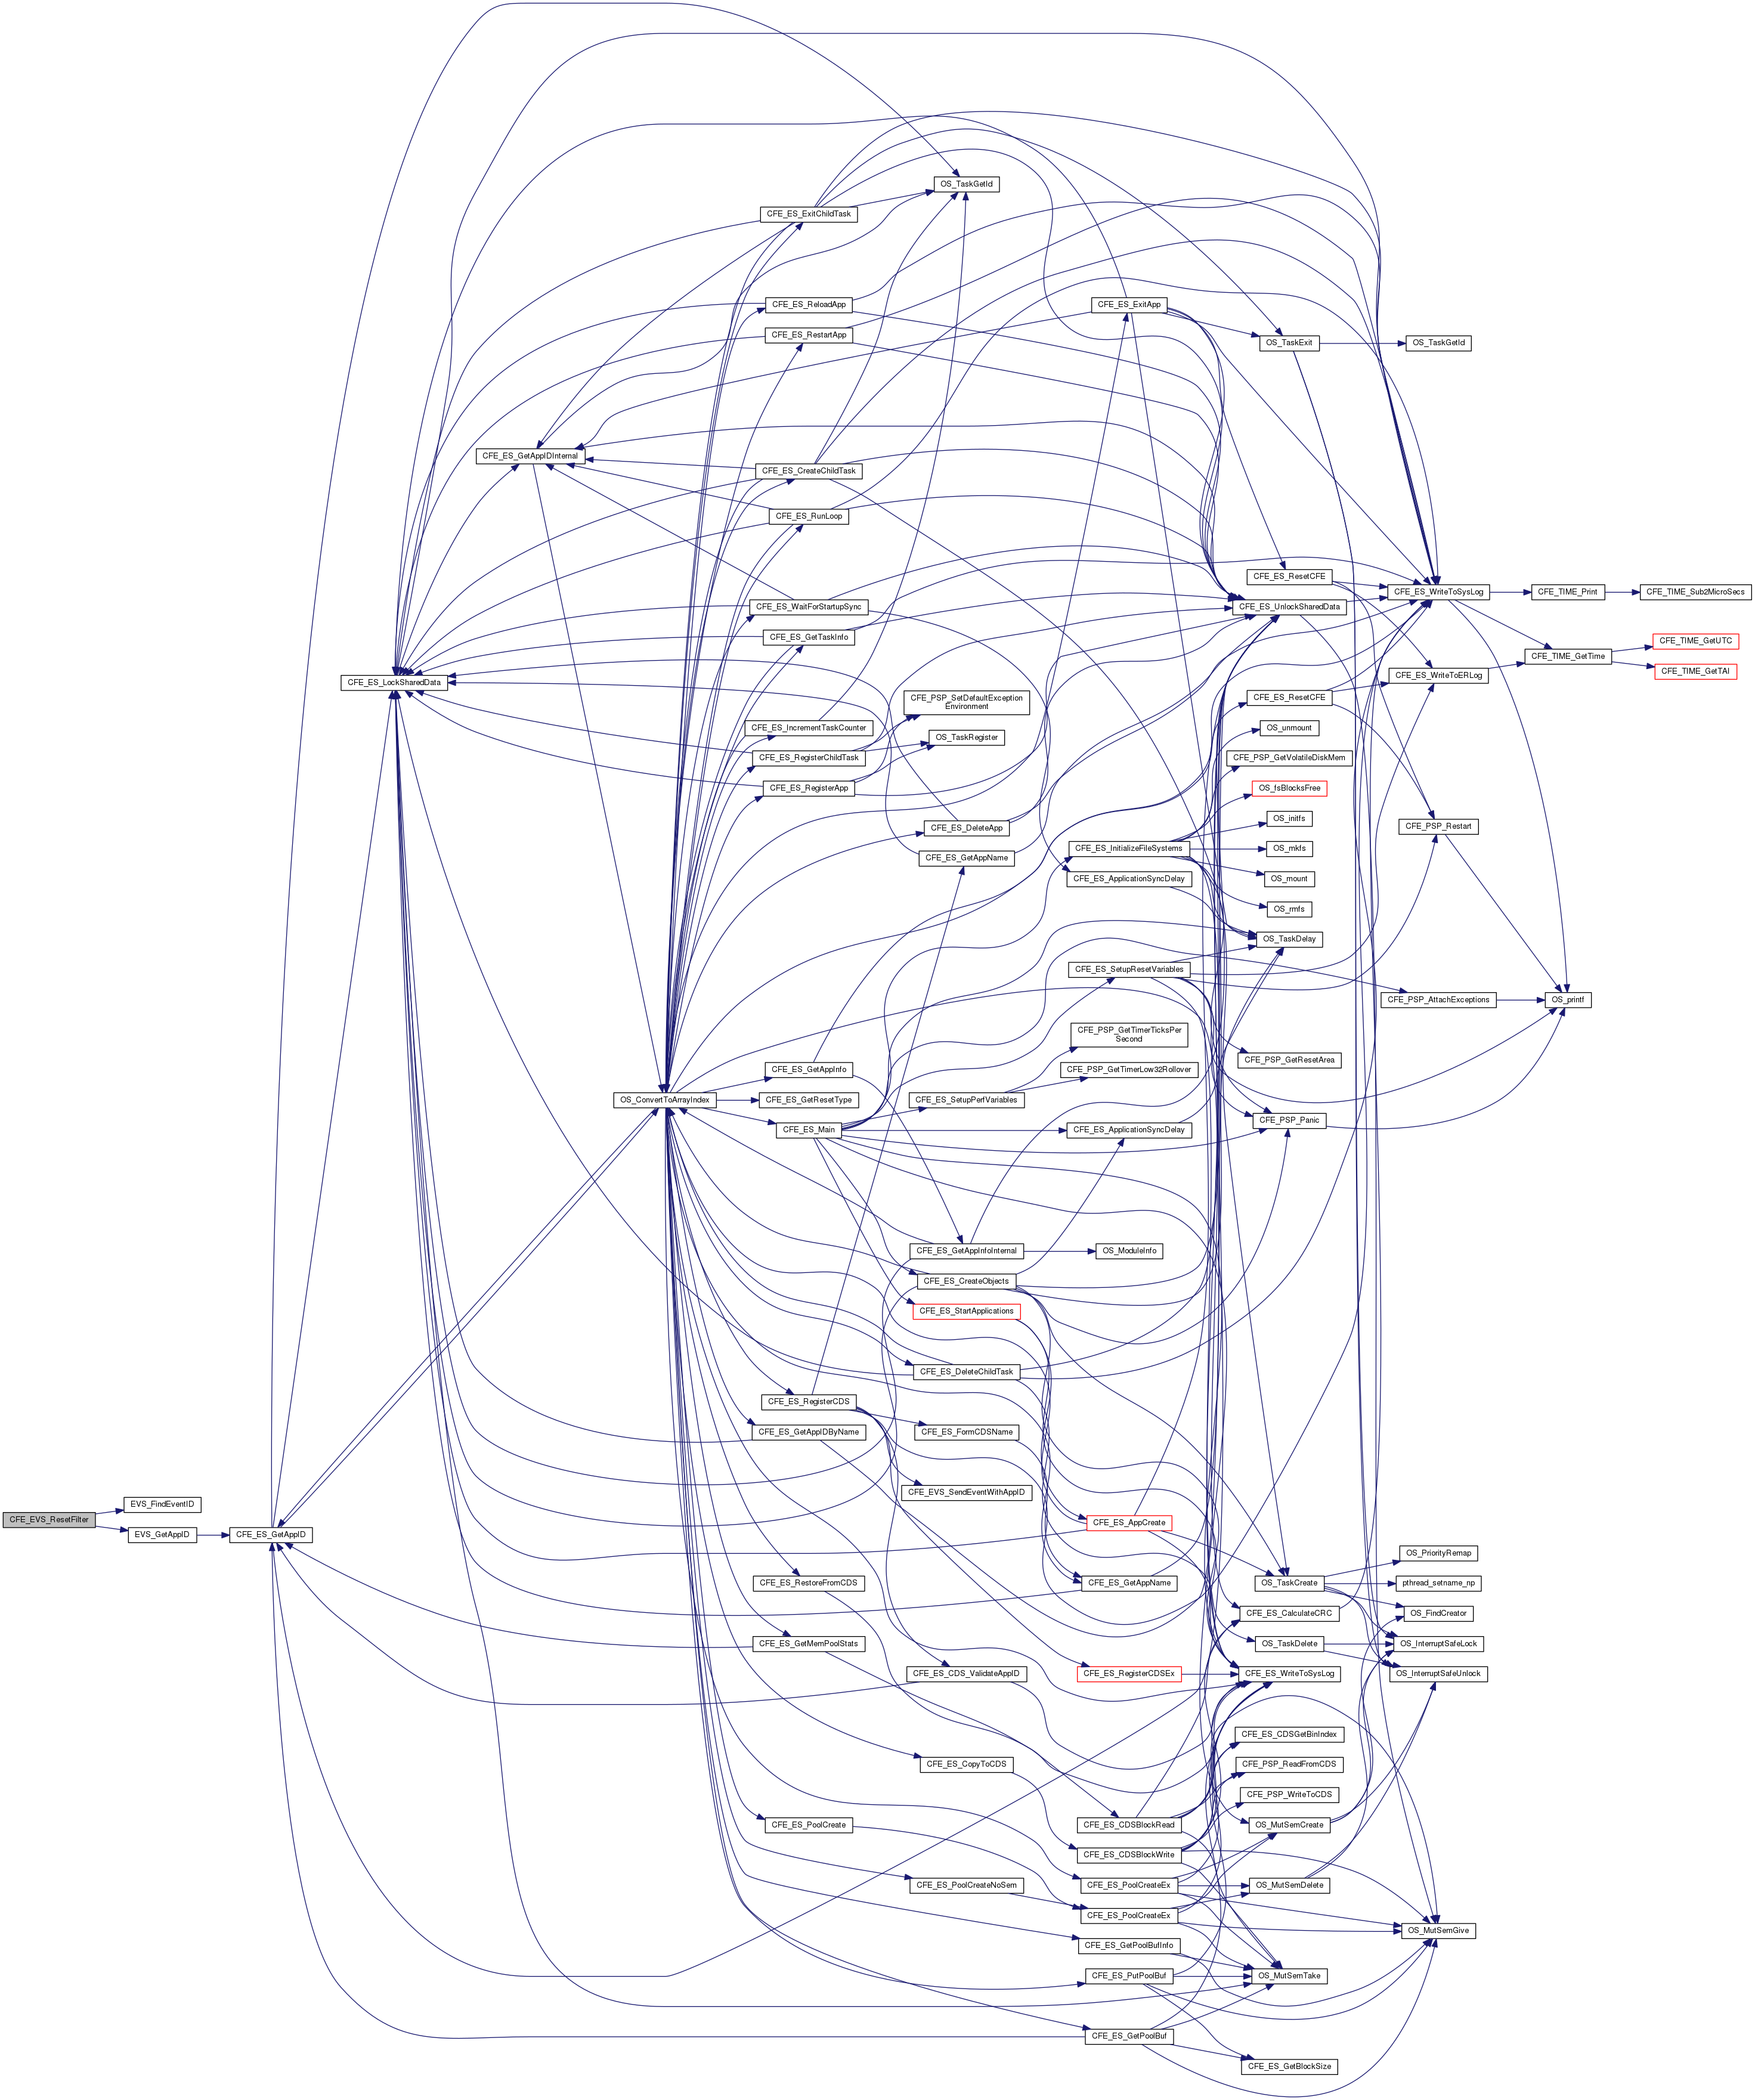 OS_TaskGetId
CFE_ES_ExitChildTask
CFE_ES_ReloadApp
CFE_ES_ExitApp
CFE_ES_RestartApp
OS_TaskExit
OS_TaskGetId
CFE_ES_GetAppIDInternal
CFE_ES_CreateChildTask
CFE_ES_RunLoop
CFE_ES_ResetCFE
CFE_ES_WriteToSysLog
CFE_TIME_Print
CFE_TIME_Sub2MicroSecs
CFE_ES_WaitForStartupSync
CFE_ES_UnlockSharedData
CFE_ES_GetTaskInfo
CFE_TIME_GetUTC
CFE_TIME_GetTime
CFE_TIME_GetTAI
CFE_ES_LockSharedData
CFE_ES_WriteToERLog
CFE_PSP_SetDefaultException
Environment
CFE_ES_ResetCFE
CFE_ES_IncrementTaskCounter
OS_unmount
OS_TaskRegister
CFE_ES_RegisterChildTask
CFE_PSP_GetVolatileDiskMem
CFE_ES_RegisterApp
OS_fsBlocksFree
CFE_ES_DeleteApp
OS_initfs
CFE_PSP_Restart
CFE_ES_InitializeFileSystems
OS_mkfs
CFE_ES_GetAppName
CFE_ES_ApplicationSyncDelay
OS_mount
OS_rmfs
OS_TaskDelay
CFE_ES_SetupResetVariables
CFE_PSP_AttachExceptions
OS_printf
CFE_PSP_GetTimerTicksPer
Second
CFE_PSP_GetResetArea
CFE_ES_GetAppInfo
CFE_PSP_GetTimerLow32Rollover
OS_ConvertToArrayIndex
CFE_ES_GetResetType
CFE_ES_SetupPerfVariables
CFE_ES_Main
CFE_ES_ApplicationSyncDelay
CFE_PSP_Panic
CFE_ES_GetAppInfoInternal
OS_ModuleInfo
CFE_ES_CreateObjects
CFE_ES_StartApplications
CFE_ES_DeleteChildTask
CFE_ES_RegisterCDS
CFE_ES_GetAppIDByName
CFE_ES_FormCDSName
CFE_EVS_SendEventWithAppID
EVS_FindEventID
CFE_EVS_ResetFilter
CFE_ES_AppCreate
EVS_GetAppID
CFE_ES_GetAppID
OS_PriorityRemap
CFE_ES_RestoreFromCDS
CFE_ES_GetAppName
OS_TaskCreate
pthread_setname_np
CFE_ES_CalculateCRC
OS_FindCreator
CFE_ES_GetMemPoolStats
OS_TaskDelete
OS_InterruptSafeLock
CFE_ES_CDS_ValidateAppID
CFE_ES_RegisterCDSEx
CFE_ES_WriteToSysLog
OS_InterruptSafeUnlock
CFE_ES_CDSGetBinIndex
CFE_ES_CopyToCDS
CFE_PSP_ReadFromCDS
CFE_PSP_WriteToCDS
CFE_ES_PoolCreate
CFE_ES_CDSBlockRead
OS_MutSemCreate
CFE_ES_CDSBlockWrite
CFE_ES_PoolCreateNoSem
CFE_ES_PoolCreateEx
OS_MutSemDelete
CFE_ES_PoolCreateEx
OS_MutSemGive
CFE_ES_GetPoolBufInfo
CFE_ES_PutPoolBuf
OS_MutSemTake
CFE_ES_GetPoolBuf
CFE_ES_GetBlockSize